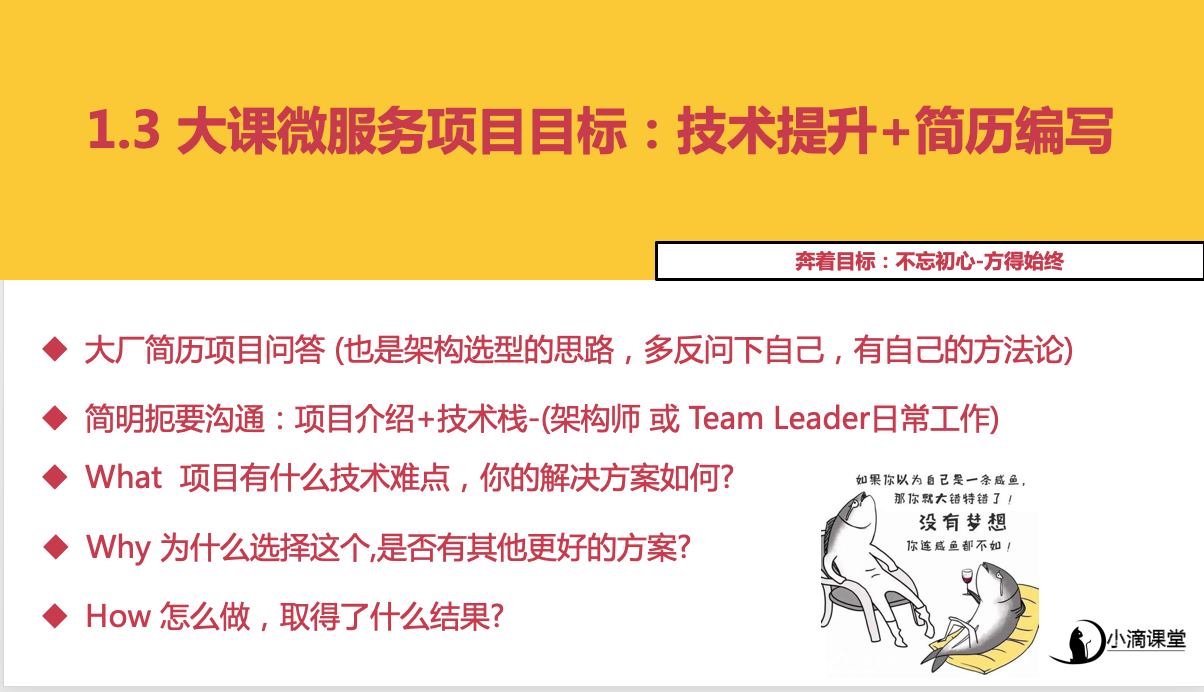 1.3 大课微服务项目目标：技术提升+简历编写
奔着目标：不忘初心-方得始终
大厂简历项目问答 (也是架构选型的思路，多反问下自己，有自己的方法论)
简明扼要沟通：项目介绍+技术栈-(架构师 或 Team Leader日常工作)
What 项目有什么技术难点，你的解决方案如何?
Why 为什么选择这个,是否有其他更好的方案?
How 怎么做，取得了什么结果?
如果你以为自己是一条咸鱼，
那你就大错特错了！
没有梦想
你连咸鱼都不如！
小滴课堂